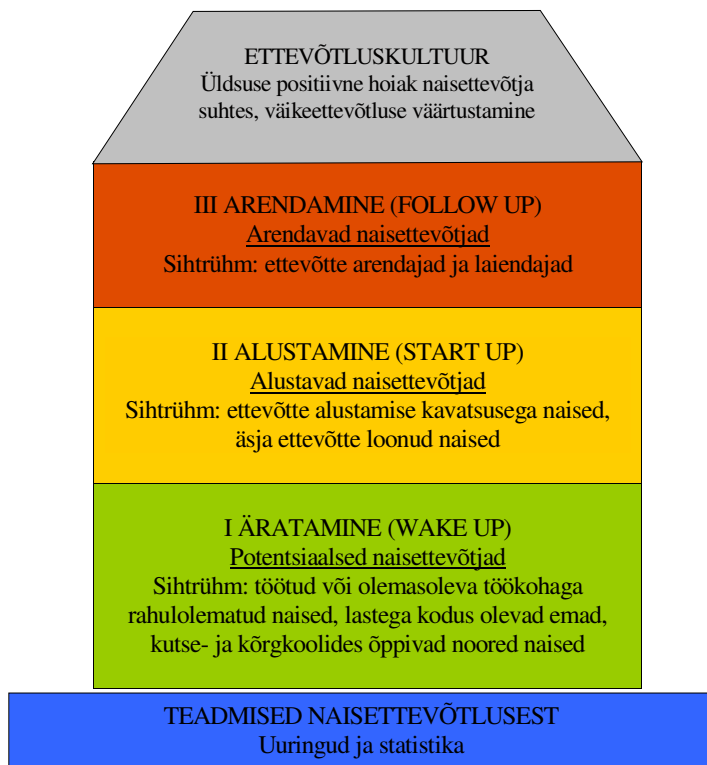 ETTEVÕTLUSKULTUUR
Üldsuse positiivne hoiak naisettevõtja
suhtes, väikeettevõtluse väärtustamine
III ARENDAMINE (FOLLOW UP)
Arendavad naisettevõtjad
Sihtrühm: ettevõtte arendajad ja laiendajad
II ALUSTAMINE (START UP)
Alustavad naisettevõtjad
Sihtrühm: ettevõtte alustamise kavatsusega naised,
äsja ettevõtte loonud naised
I ÄRATAMINE (WAKE UP)
Potentsiaalsed naisettevõtjad
Sihtrühm: töötud või olemasoleva töökohaga
rahulolematud naised, lastega kodus olevad emad,
kutse- ja kõrgkoolides õppivad noored naised
TEADMISED NAISETTEVÕTLUSEST
Uuringud ja statistika